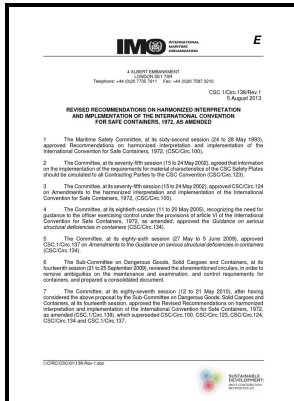 E
IMO
INTERNATIONAL
MARITIME
ORGANIZATION
4 ALBERT EMBANKMENT
LONDON SE1 7SR
Telephone: +44 (0)20 7735 7611 Fax: +44 (0)20 7587 3210
CSC.1/Circ.138/Rev.1
5 August 2013
REVISED RECOMMENDATIONS ON HARMONIZED INTERPRETATION
AND IMPLEMENTATION OF THE INTERNATIONAL CONVENTION
FOR SAFE CONTAINERS, 1972, AS AMENDED
1 The Maritime Safety Committee, at its sixty-second session (24 to 28 May 1993),
approved Recommendations on harmonized interpretation and implementation of the
International Convention for Safe Containers, 1972 (CSC/Circ.100).
2 The Committee, at its seventy-fifth session (15 to 24 May 2002), agreed that information
on the implementation of the requirements for material characteristics of the CSC Safety Plates
should be circulated to all Contracting Parties to the CSC Convention (CSC/Circ.123).
3 The Committee, at its seventy-fifth session (15 to 24 May 2002), approved CSC/Circ.124
on Amendments to the harmonized interpretation and implementation of the International
Convention for Safe Containers, 1972, (CSC/Circ.100).
4 The Committee, at its eightieth session (11 to 20 May 2005), recognizing the need for
guidance to the officer exercising control under the provisions of article VI of the International
Convention for Safe Containers, 1972, as amended, approved the Guidance on serious
structural deficiencies in containers (CSC/Circ.134).
5 The Committee, at its eighty-sixth session (27 May to 5 June 2009), approved
CSC.1/Circ.137 on Amendments to the Guidance on serious structural deficiencies in containers
(CSC/Circ.134).
6 The Sub-Committee on Dangerous Goods, Solid Cargoes and Containers, at its
fourteenth session (21 to 25 September 2009), reviewed the aforementioned circulars, in order to
remove ambiguities on the maintenance and examination, and control requirements for
containers, and prepared a consolidated document.
7 The Committee, at its eighty-seventh session (12 to 21 May 2010), after having
considered the above proposal by the Sub-Committee on Dangerous Goods, Solid Cargoes and
Containers, at its fourteenth session, approved the Revised Recommendations on harmonized
interpretation and implementation of the International Convention for Safe Containers, 1972,
as amended (CSC.1/Circ.138), which superseded CSC/Circ.100, CSC/Circ.123, CSC/Circ.124,
CSC/Circ.134 and CSC.1/Circ.137.
I:\CIRC\CSC\01\138-Rev-1.doc
SUSTAINABLE
DEVELOPMENT:
IMO'S CONTRIBUTION
BEYOND RIO+20